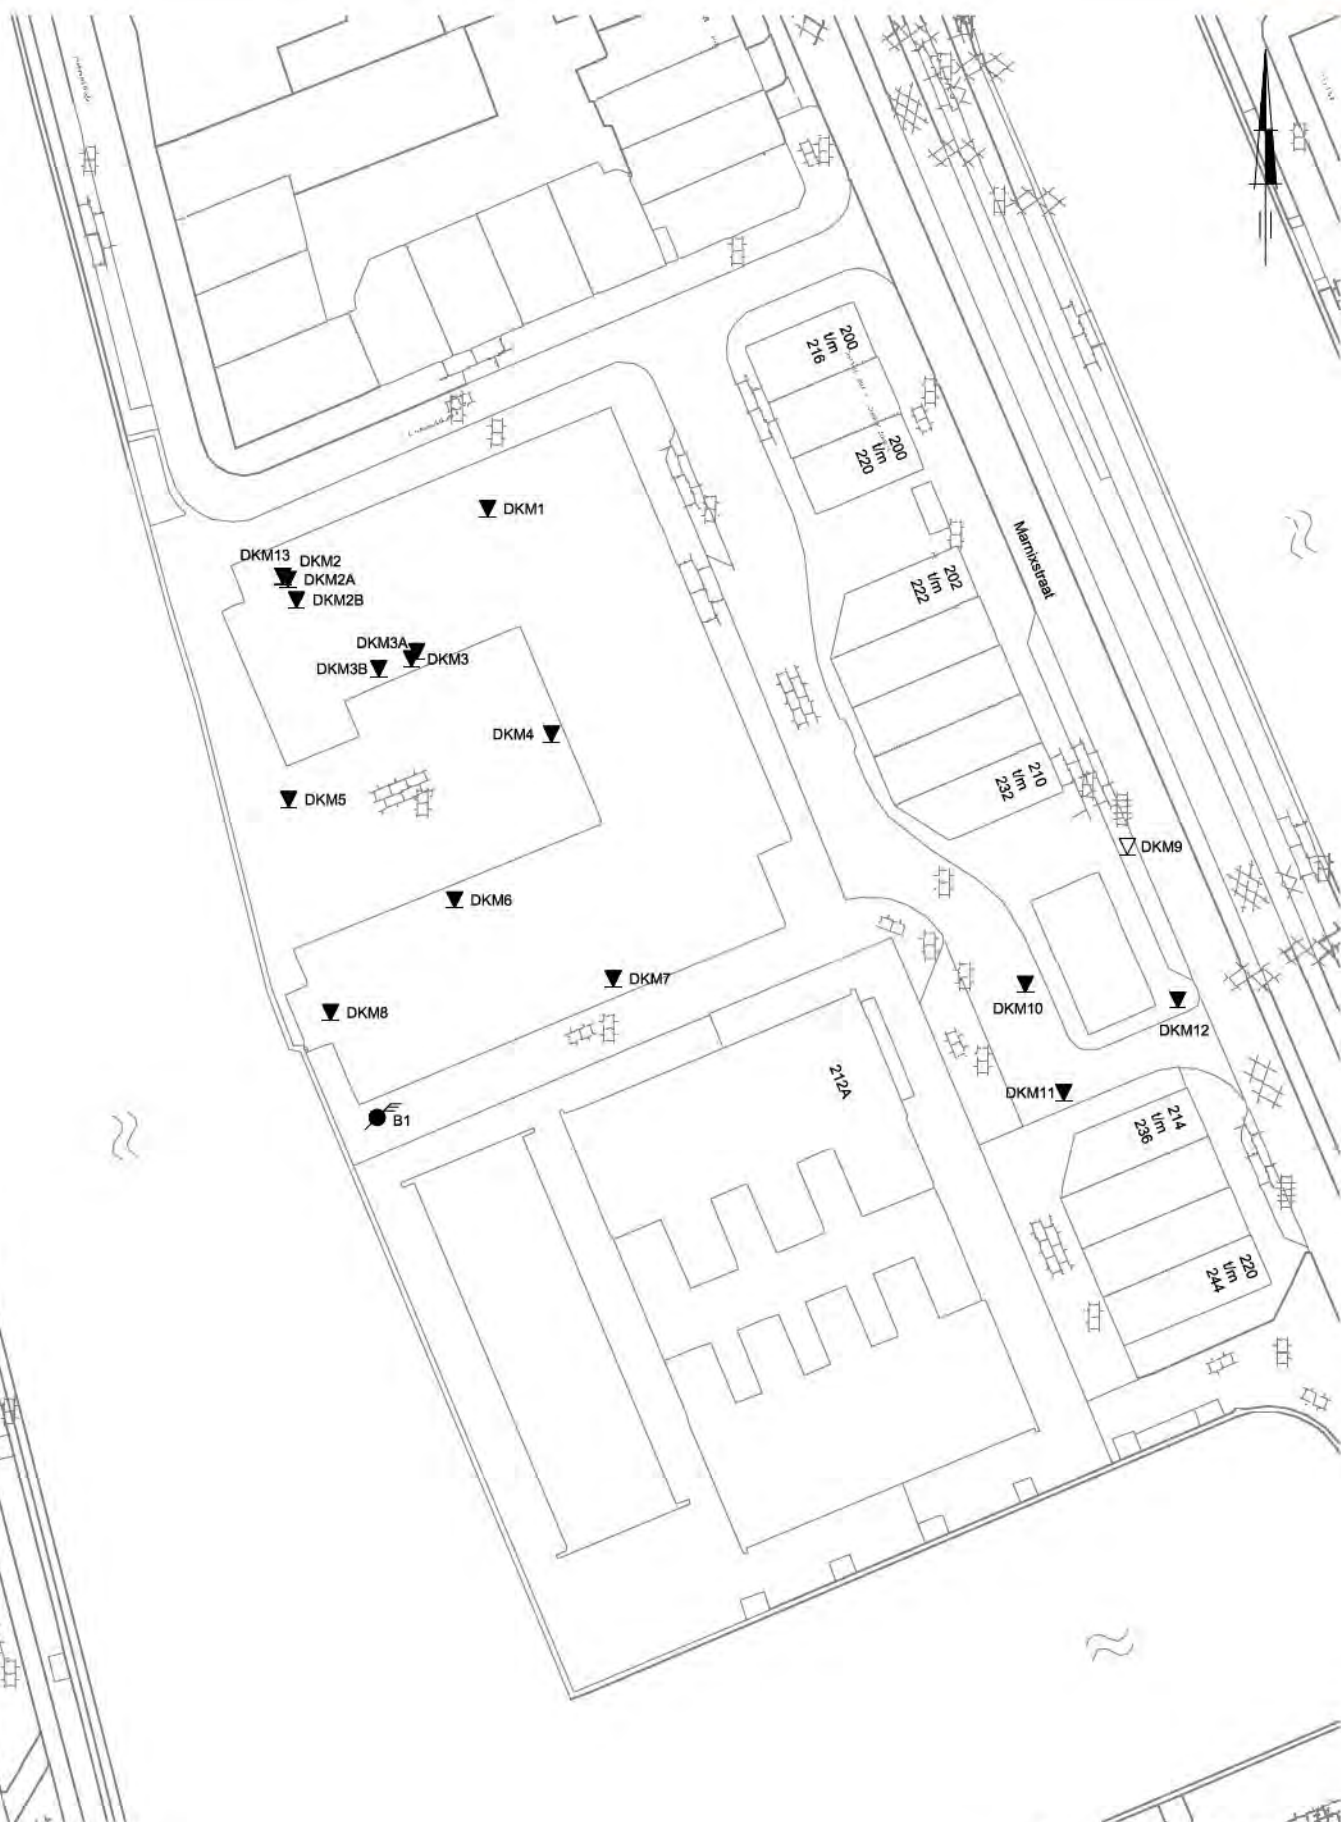 200
t/m
216
200
t/m
220
DKM1
Marnixstraat
DKM13
DKM2
DKM2A
DKM2B
202
t/m
222
DKM3A
DKM3
DKM3B
DKM4
210
t/m
232
DKM5
DKM9
DKM6
DKM7
DKM10
DKM8
DKM12
212A
DKM11
B1
214
t/m
236
220
t/m
244